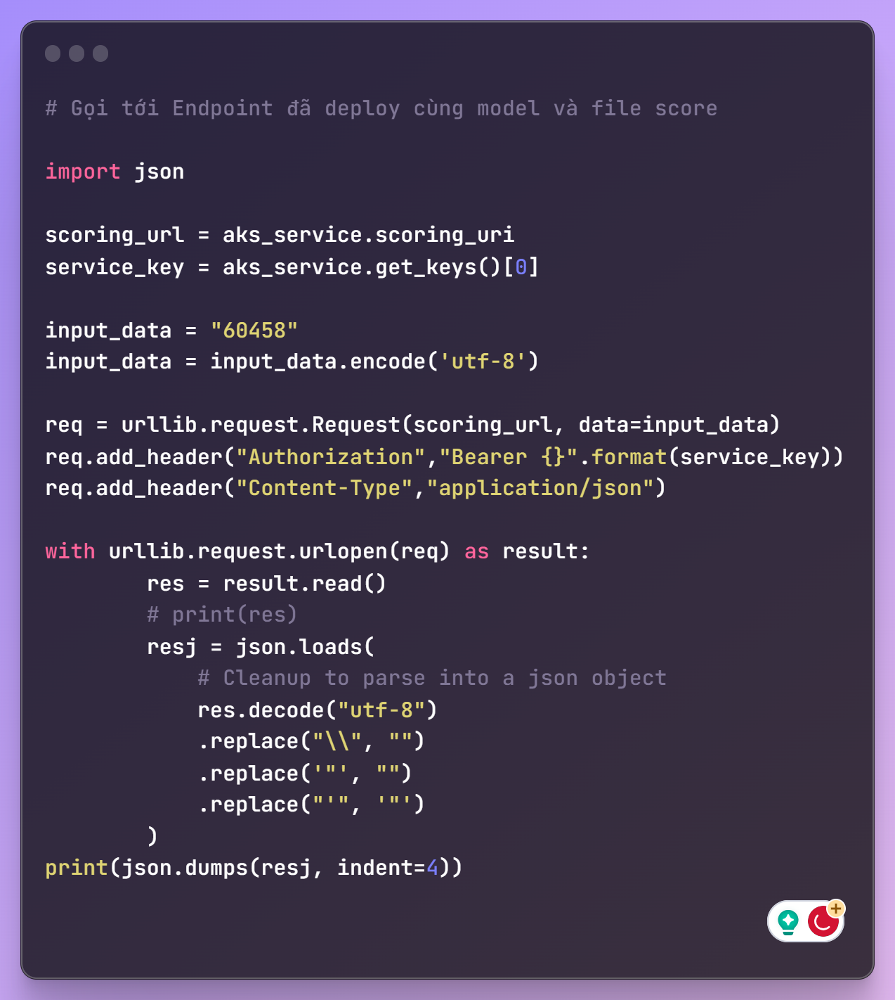 # Gọi tới Endpoint đã deploy cùng model và file score
import json
scoring_url = aks_service.scoring_uri
service_key = aks_service.get_keys()[0]
input_data = "60458"
input_data = input_data.encode('utf-8')
req = urllib.request.Request(scoring_url, data=input_data)
req.add_header("Authorization","Bearer {}".format(service_key))
req.add_header("Content-Type","application/json")
with urllib.request.urlopen(req) as result:
        res = result.read()
        # print(res)
        resj = json.loads(
            # Cleanup to parse into a json object
            res.decode("utf-8")
            .replace("\\", "")
            .replace('"', "")
            .replace("'", '"')
        )
print(json.dumps(resj, indent=4))